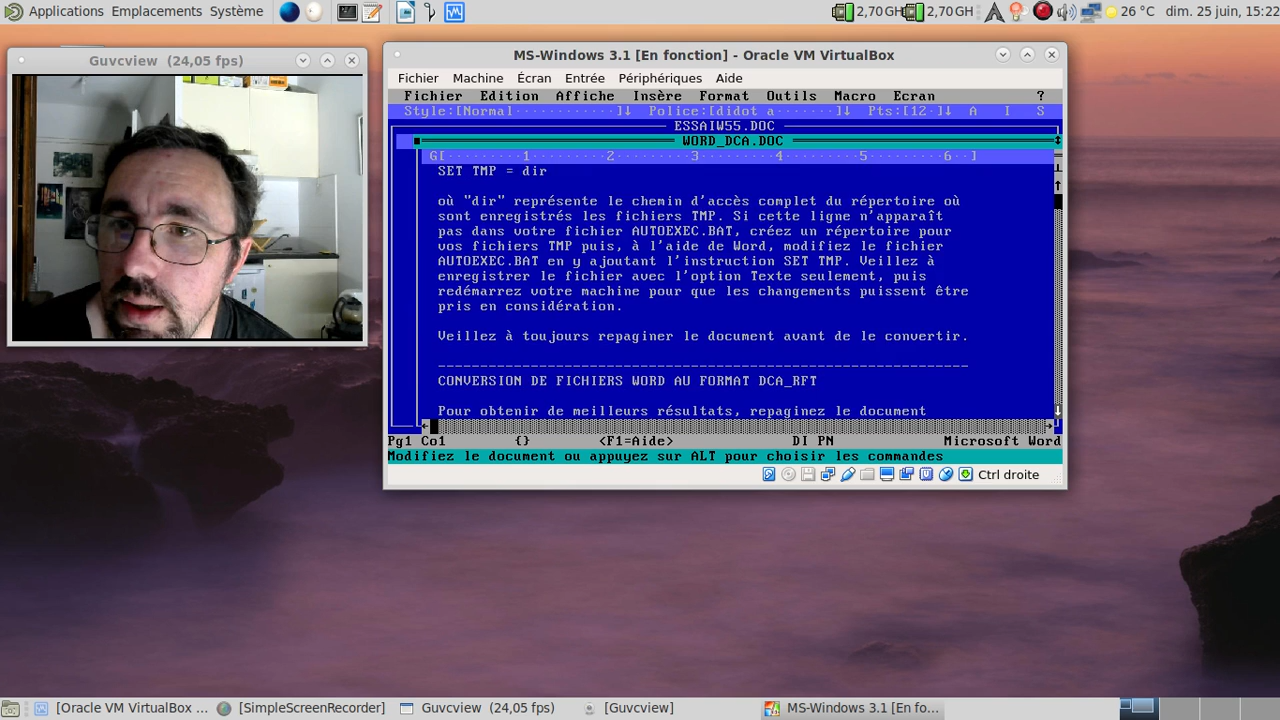 Applications Emplacements Système 2,70 GH 2,70 GH 26 °C dim. 25 juin, 15:22
Guvcview (24,05 fps)
MS-Windows 3.1 [En fonction] - Oracle VM VirtualBox
Fichier Machine Écran Entrée Périphériques Aide
Fichier Edition Affiche Insère Format Outils Macro Ecran ?
Style:[Normal···········]↓ Police:[didot a·····]↓ Pts:[12·]↓ A I S
ESSAIW55.DOC
WORD_DCA.DOC
G[········1·········2·········3·········4·········5·········6··]
SET TMP = dir
où "dir" représente le chemin d'accès complet du répertoire où
sont enregistrés les fichiers TMP. Si cette ligne n'apparaît
pas dans votre fichier AUTOEXEC.BAT, créez un répertoire pour
vos fichiers TMP puis, à l'aide de Word, modifiez le fichier
AUTOEXEC.BAT en y ajoutant l'instruction SET TMP. Veillez à
enregistrer le fichier avec l'option Texte seulement, puis
redémarrez votre machine pour que les changements puissent être
pris en considération.
Veillez à toujours repaginer le document avant de le convertir.
---------------------------------------------------------------
CONVERSION DE FICHIERS WORD AU FORMAT DCA_RFT
Pour obtenir de meilleurs résultats, repaginez le document
Pg1 Co1 {} <F1=Aide> DI PN Microsoft Word
Modifiez le document ou appuyez sur ALT pour choisir les commandes
Ctrl droite
[Oracle VM VirtualBox ... [SimpleScreenRecorder] Guvcview (24,05 fps) [Guvcview] MS-Windows 3.1 [En fo...